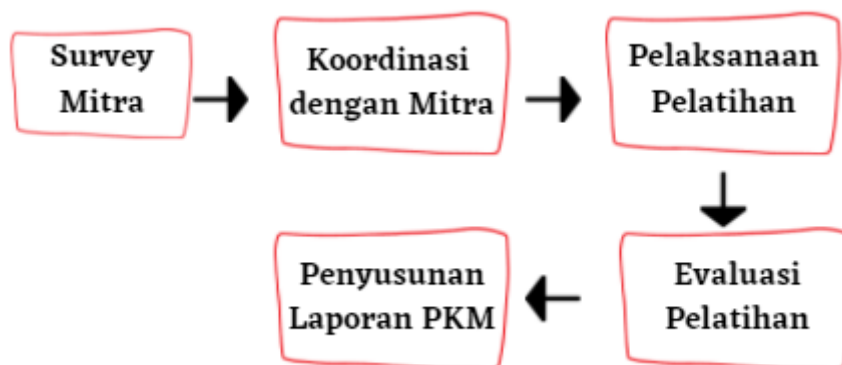 Survey
Mitra
Koordinasi
dengan Mitra
Pelaksanaan
Pelatihan
Evaluasi
Pelatihan
Penyusunan
Laporan PKM